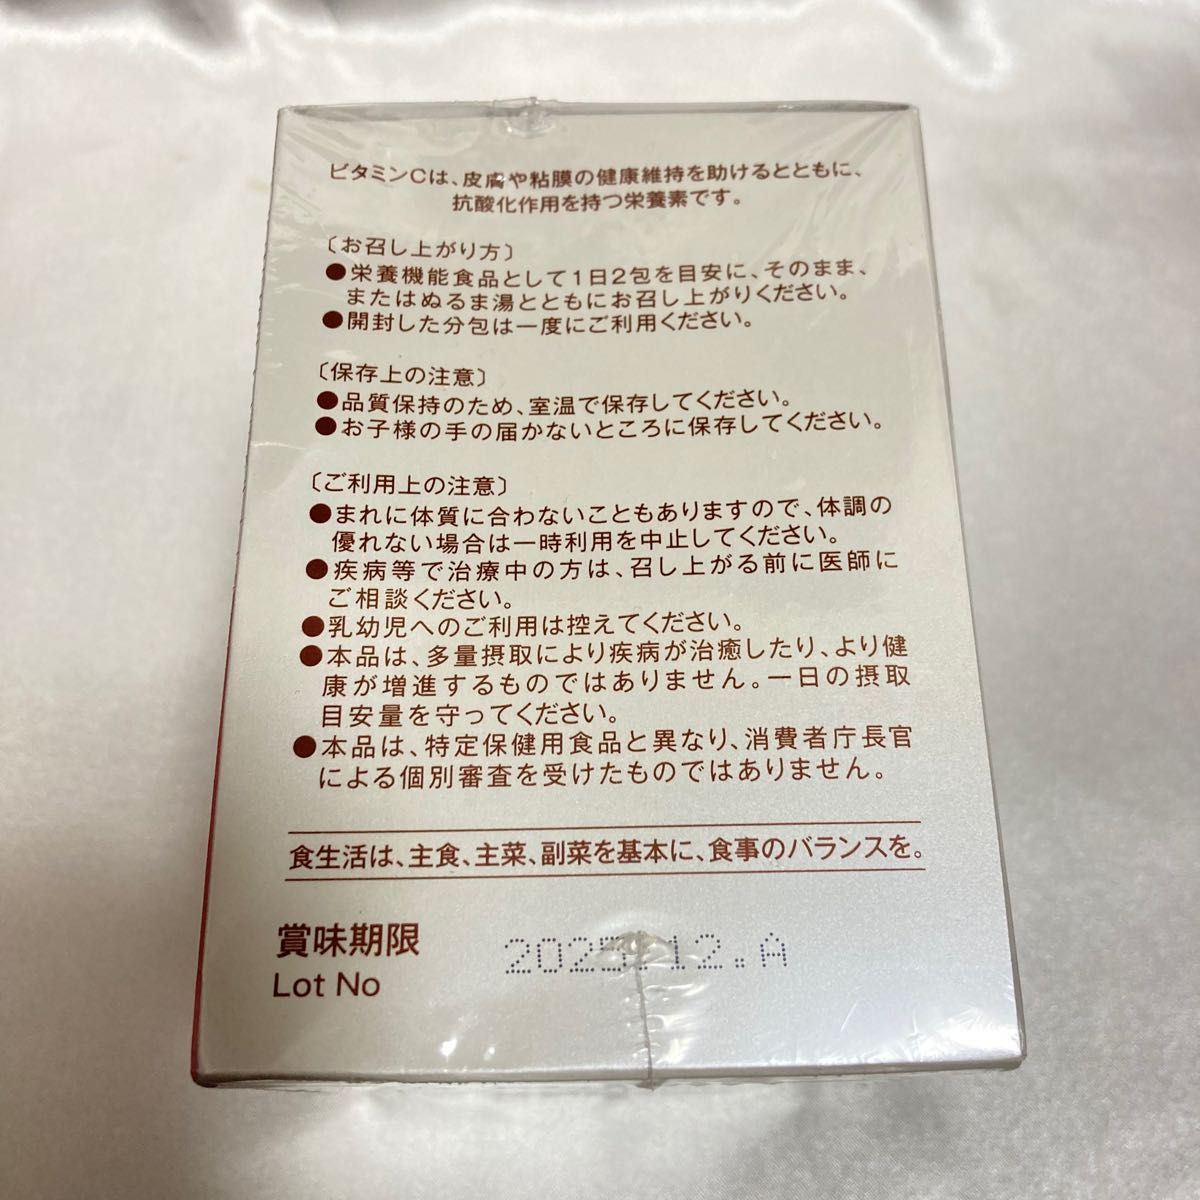 ビタミンCは、皮膚や粘膜の健康維持を助けるとともに、
抗酸化作用を持つ栄養素です。
〔お召し上がり方〕
●栄養機能食品として1日2包を目安に、そのまま、
またはぬるま湯とともにお召し上がりください。
●開封した分包は一度にご利用ください。
〔保存上の注意〕
●品質保持のため、室温で保存してください。
●お子様の手の届かないところに保存してください。
〔ご利用上の注意〕
●まれに体質に合わないこともありますので、体調の
優れない場合は一時利用を中止してください。
●疾病等で治療中の方は、召し上がる前に医師に
ご相談ください。
●乳幼児へのご利用は控えてください。
●本品は、多量摂取により疾病が治癒したり、より健
康が増進するものではありません。一日の摂取
目安量を守ってください。
●本品は、特定保健用食品と異なり、消費者庁長官
による個別審査を受けたものではありません。
食生活は、主食、主菜、副菜を基本に、食事のバランスを。
賞味期限 2025.12.A
Lot No